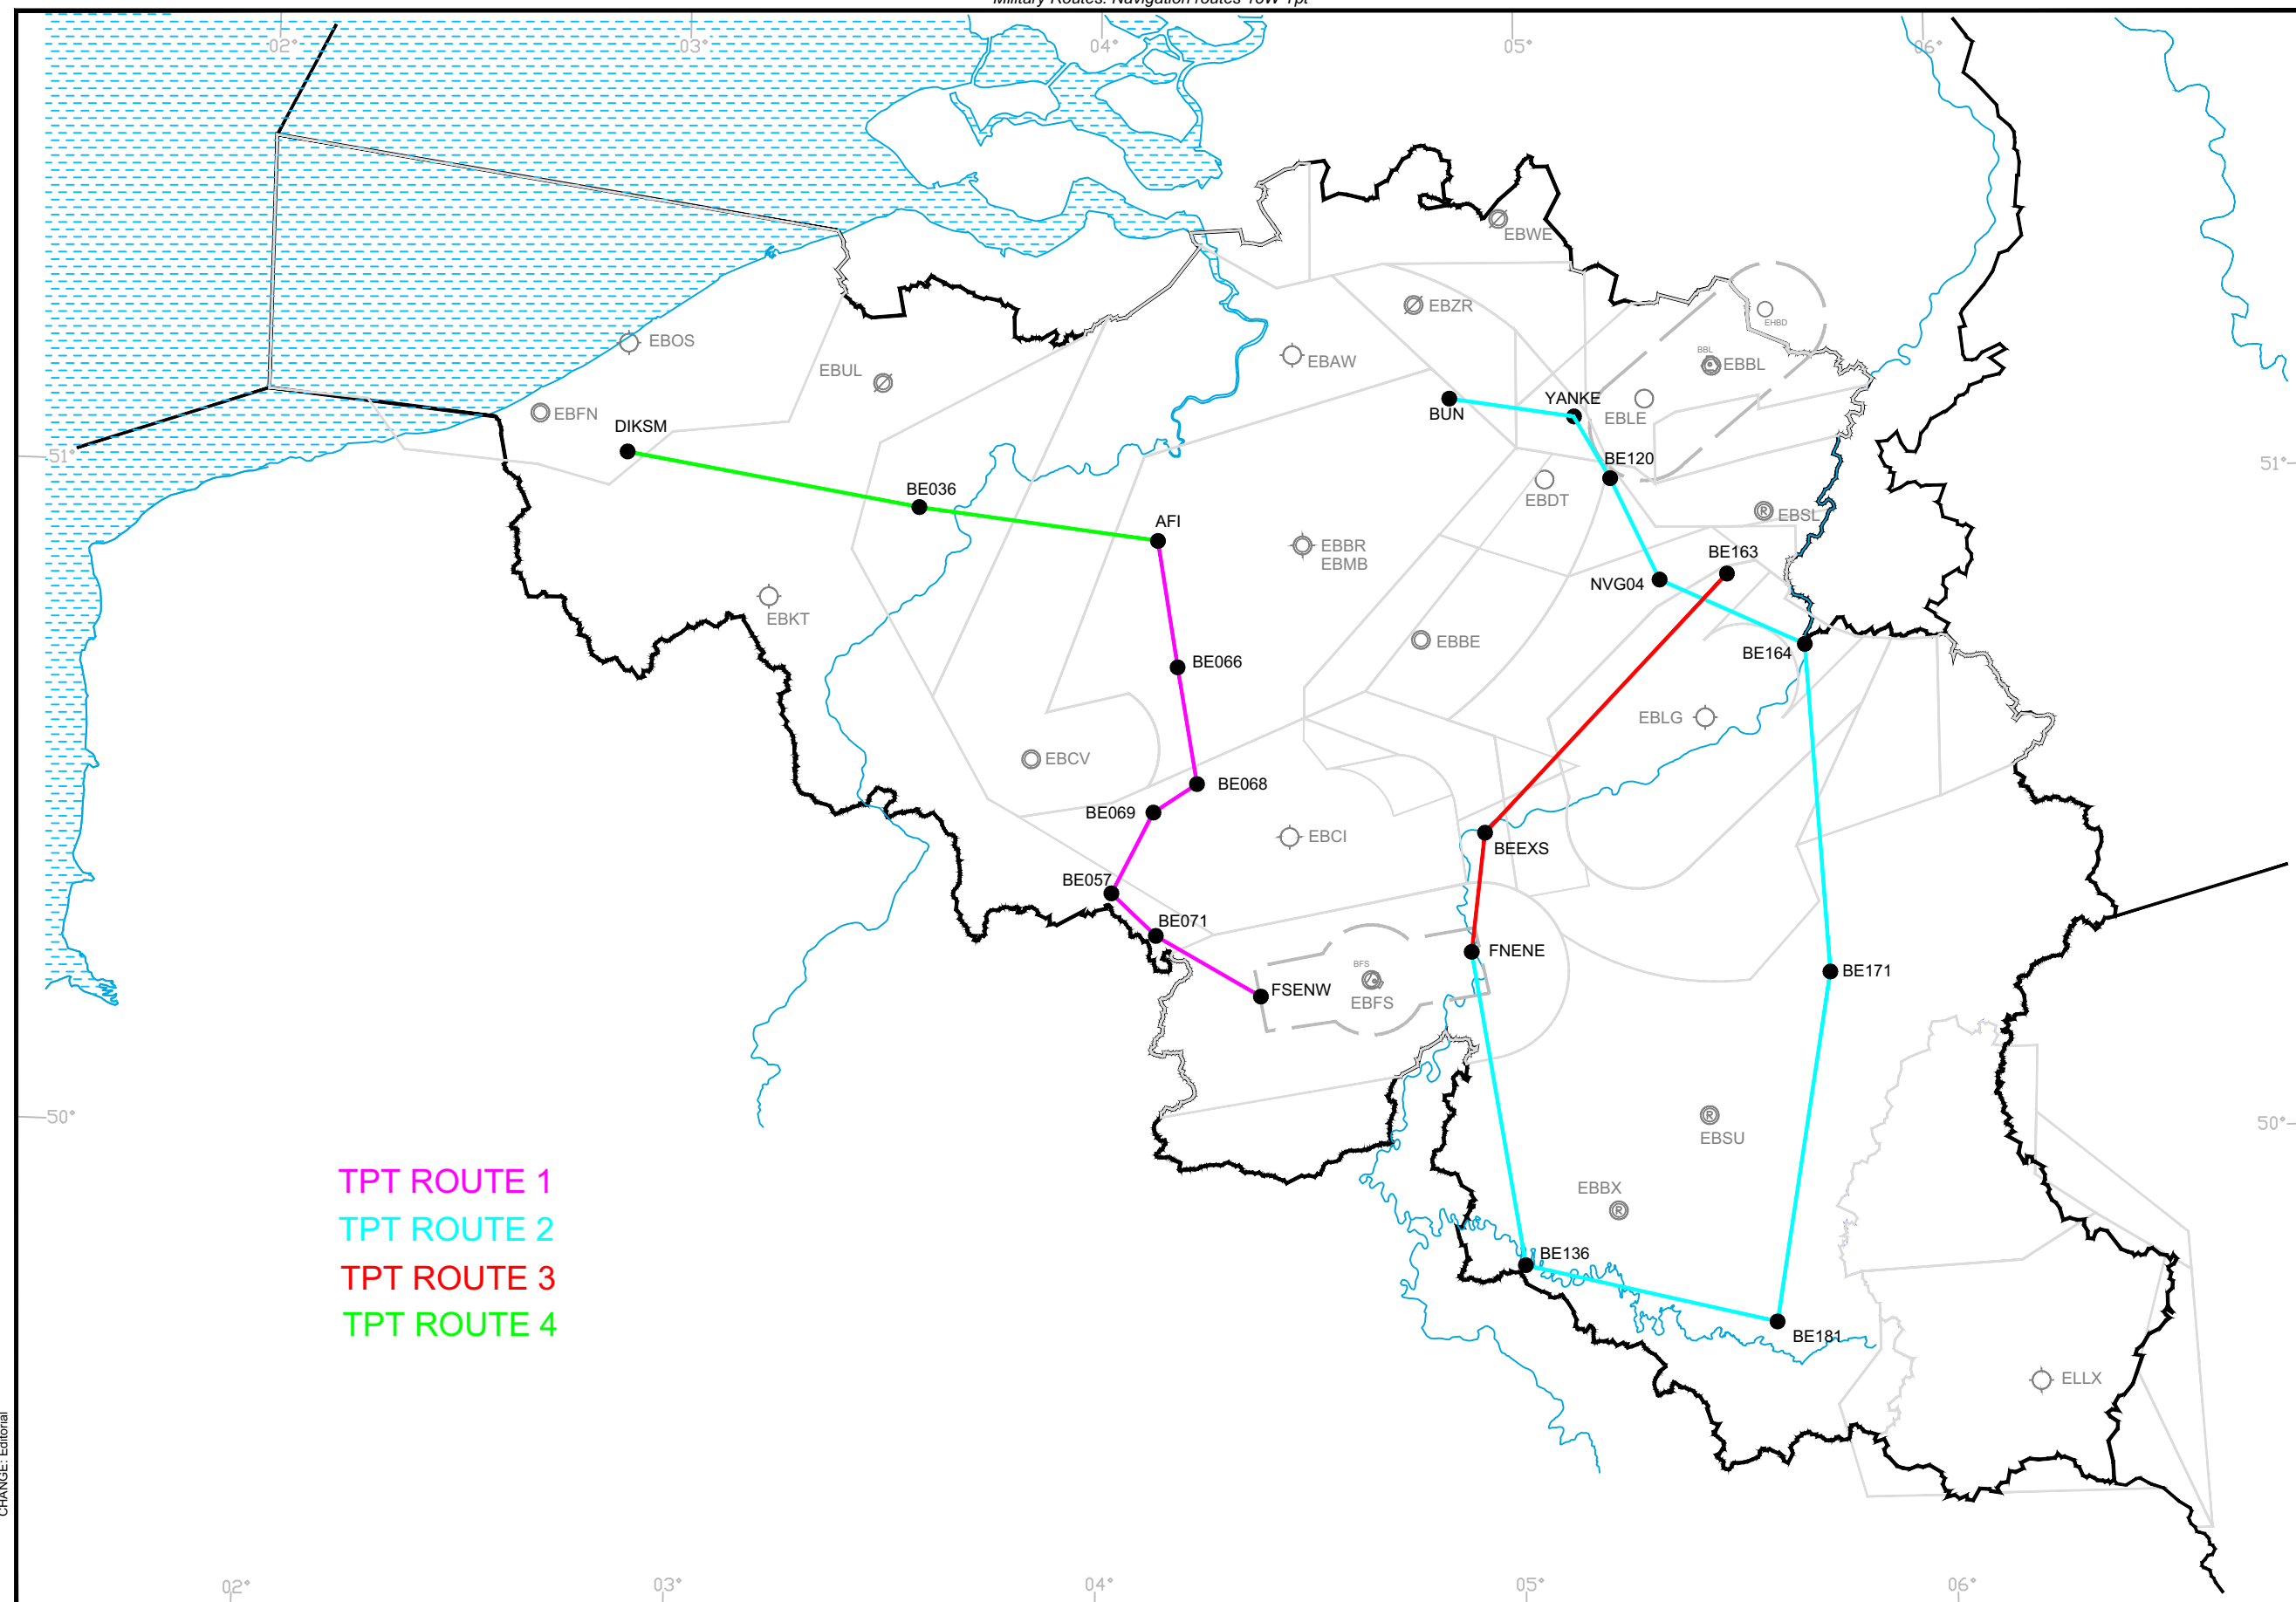 Military Routes: Navigation routes 15W Tpt
02°
03°
04°
05°
06°
EBWE
EBZR
EHBD
EBOS
EBAW
BBL
EBBL
EBUL
YANKE
EBLE
EBFN
BUN
DIKSM
51°
51°
BE120
BE036
EBDT
EBSL
AFI
EBBR
EBMB
BE163
NVG04
EBKT
EBBE
BE164
BE066
EBLG
EBCV
BE068
BE069
EBCI
BEEXS
BE057
BE071
FNENE
BFS
BE171
FSENW
EBFS
50°
50°
EBSU
TPT ROUTE 1
EBBX
TPT ROUTE 2
BE136
TPT ROUTE 3
TPT ROUTE 4
BE181
ELLX
CHANGE: Editorial
02°
03°
04°
05°
06°